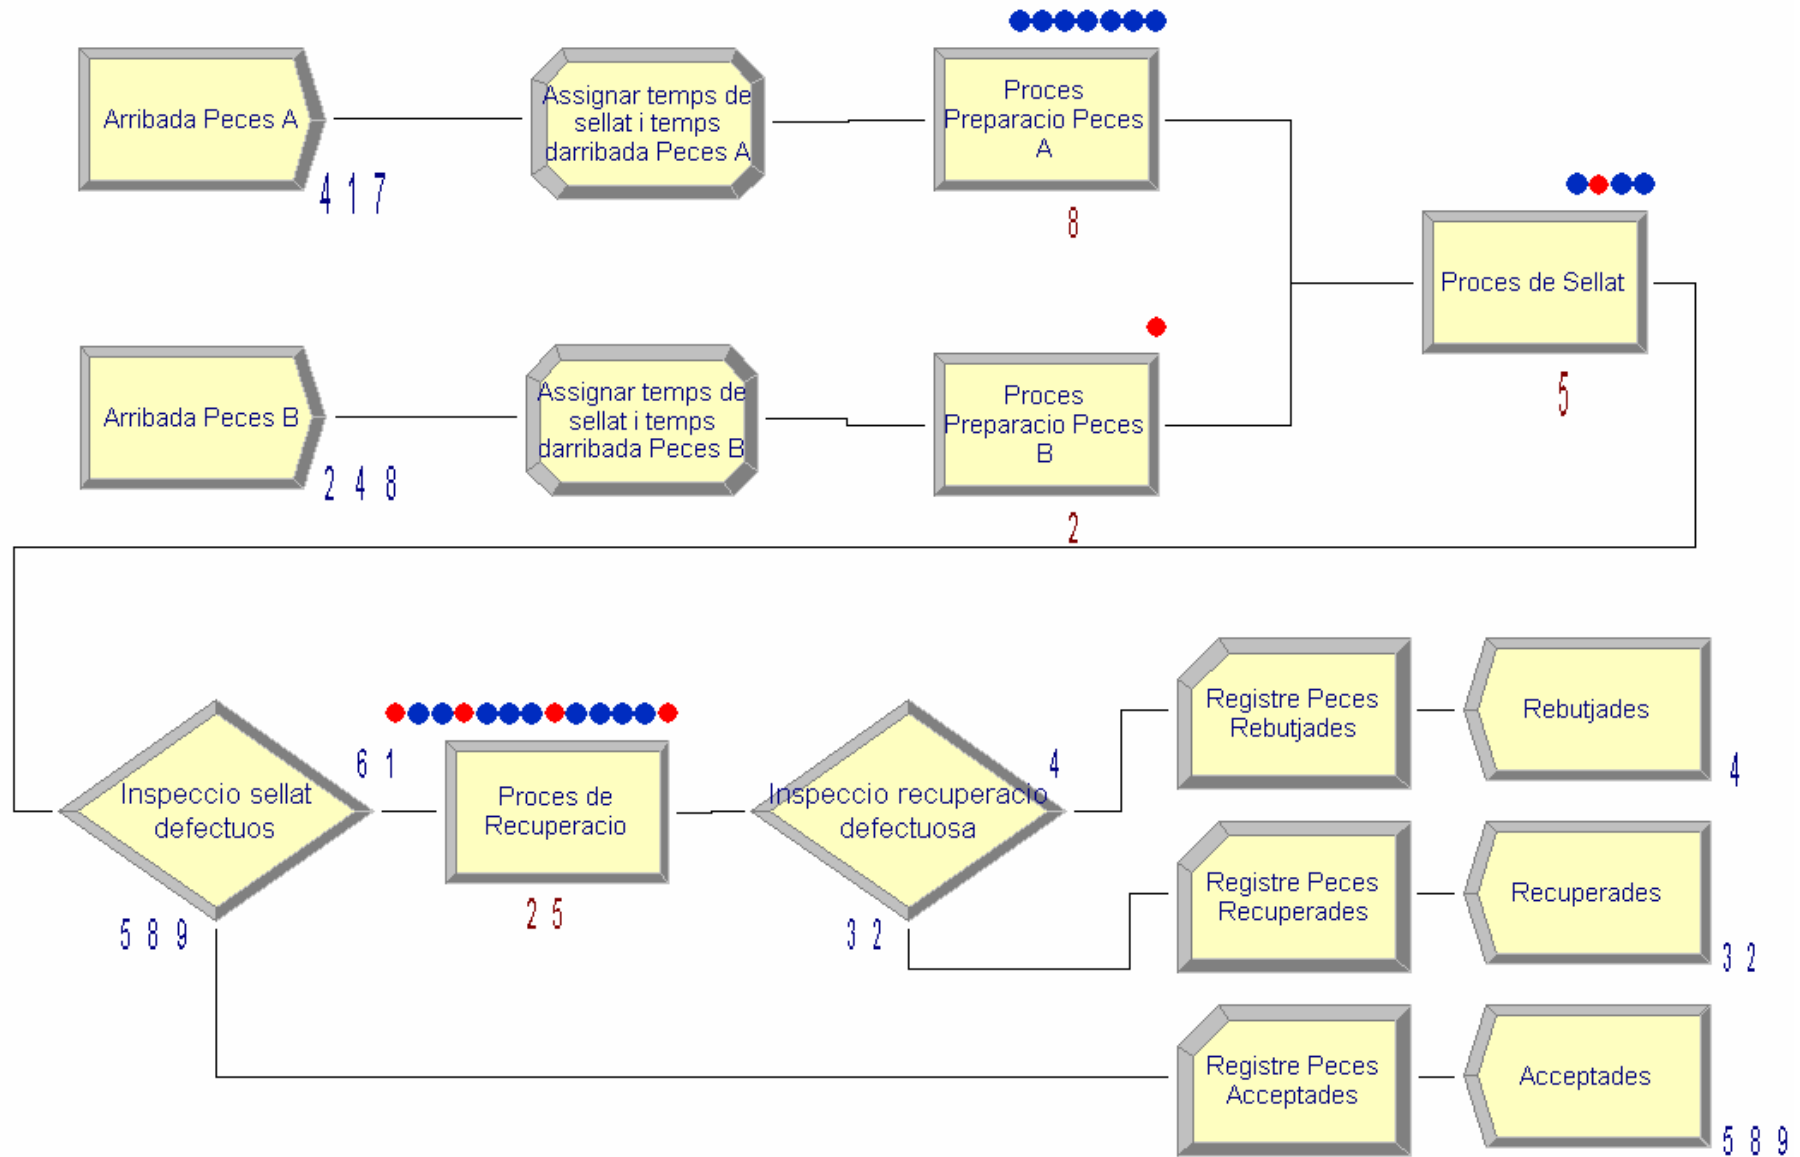 Arribada Peces A
4 1 7
Assignar temps de
sellat i temps
darribada Peces A
Proces
Preparacio Peces
A
8
Arribada Peces B
2 4 8
Assignar temps de
sellat i temps
darribada Peces B
Proces
Preparacio Peces
B
2
Proces de Sellat
5
Inspeccio sellat
defectuos
6 1
5 8 9
Proces de
Recuperacio
2 5
Inspeccio recuperacio
defectuosa
4
3 2
Registre Peces
Rebutjades
Rebutjades
4
Registre Peces
Recuperades
Recuperades
3 2
Registre Peces
Acceptades
Acceptades
5 8 9